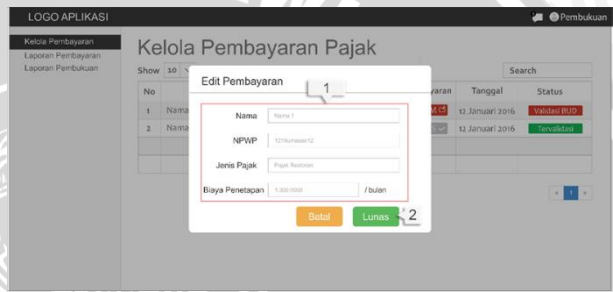 LOGO APLIKASI
Pembukuan
Kelola Pembayaran
Laporan Pembayaran
Laporan Pembukuan
Kelola Pembayaran Pajak
Show 10
Search
No
Tanggal
Status
1 Nama 12 Januari 2016 Validasi BUD
2 Nama 12 Januari 2016 Tervalidasi
Edit Pembayaran
1
Nama Nama 1
NPWP
Jenis Pajak Pajak Restoran
Biaya Penetapan / bulan
Batal Lunas 2
« 1 »